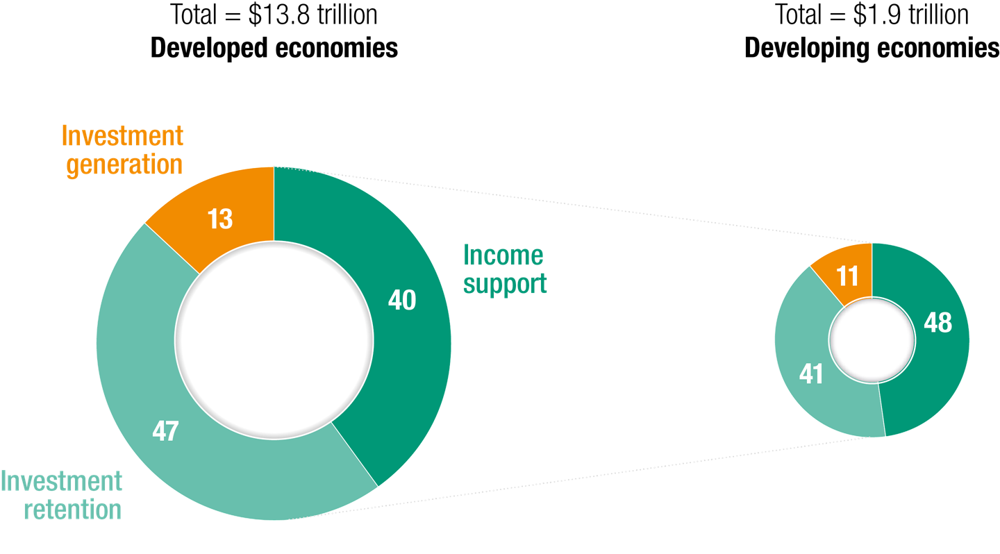 Total = $13.8 trillion
Developed economies
Total = $1.9 trillion
Developing economies
Investment
generation
13
Income
support
40
47
Investment
retention
11
48
41